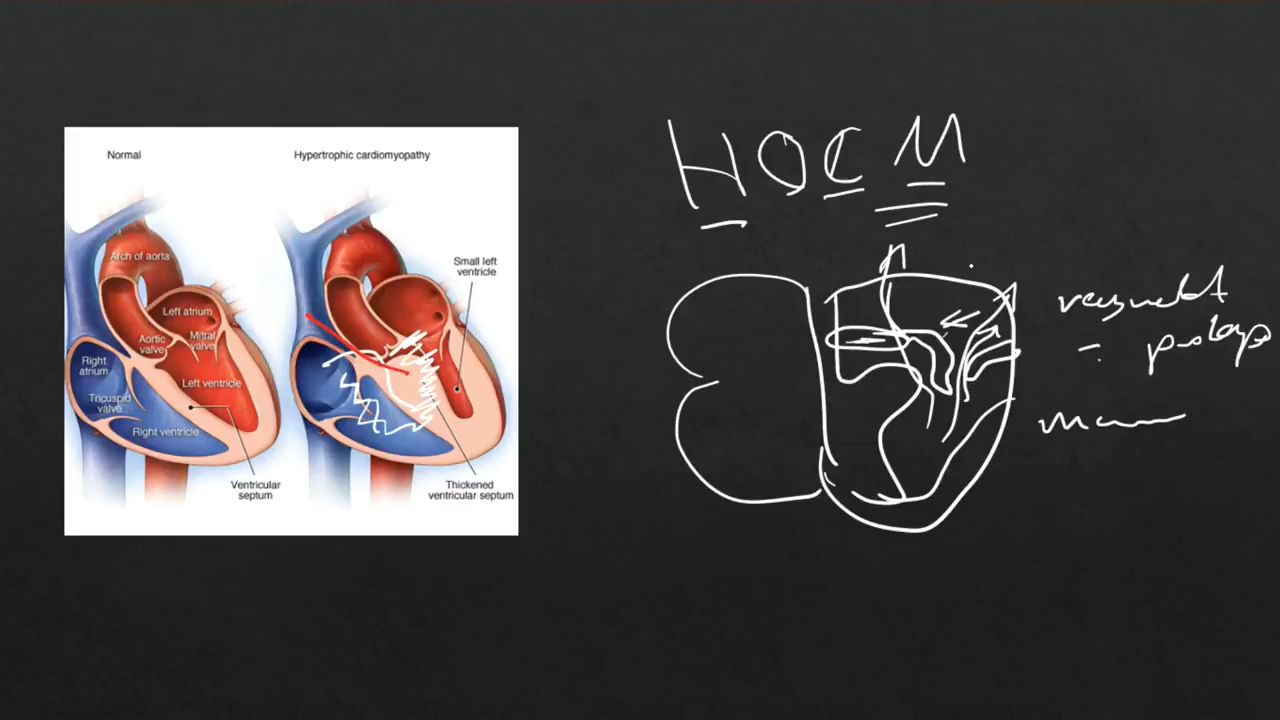 Normal
Hypertrophic cardiomyopathy
Arch of aorta
Left atrium
Aortic
valve
Mitral
valve
Right
atrium
Left ventricle
Tricuspid
valve
Right ventricle
Ventricular
septum
Small left
ventricle
Thickened
ventricular septum
HOCM